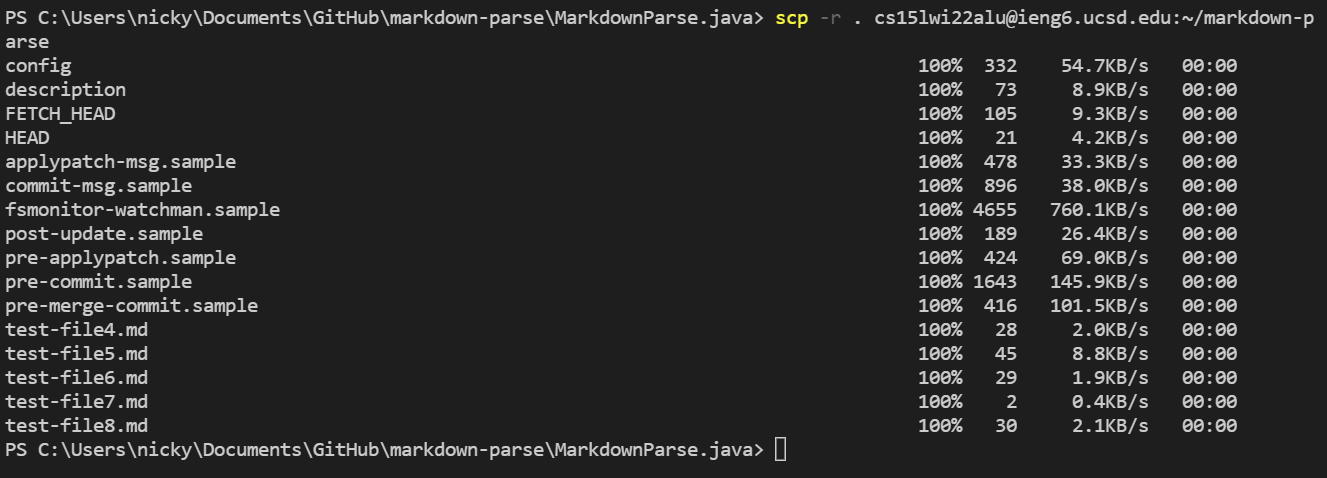 PS C:\Users\nicky\Documents\GitHub\markdown-parse\MarkdownParse.java> scp -r . cs15lwi22alu@ieng6.ucsd.edu:~/markdown-p
arse
config 100% 332 54.7KB/s 00:00
description 100% 73 8.9KB/s 00:00
FETCH_HEAD 100% 105 9.3KB/s 00:00
HEAD 100% 21 4.2KB/s 00:00
applypatch-msg.sample 100% 478 33.3KB/s 00:00
commit-msg.sample 100% 896 38.0KB/s 00:00
fsmonitor-watchman.sample 100% 4655 760.1KB/s 00:00
post-update.sample 100% 189 26.4KB/s 00:00
pre-applypatch.sample 100% 424 69.0KB/s 00:00
pre-commit.sample 100% 1643 145.9KB/s 00:00
pre-merge-commit.sample 100% 416 101.5KB/s 00:00
test-file4.md 100% 28 2.0KB/s 00:00
test-file5.md 100% 45 8.8KB/s 00:00
test-file6.md 100% 29 1.9KB/s 00:00
test-file7.md 100% 2 0.4KB/s 00:00
test-file8.md 100% 30 2.1KB/s 00:00
PS C:\Users\nicky\Documents\GitHub\markdown-parse\MarkdownParse.java>